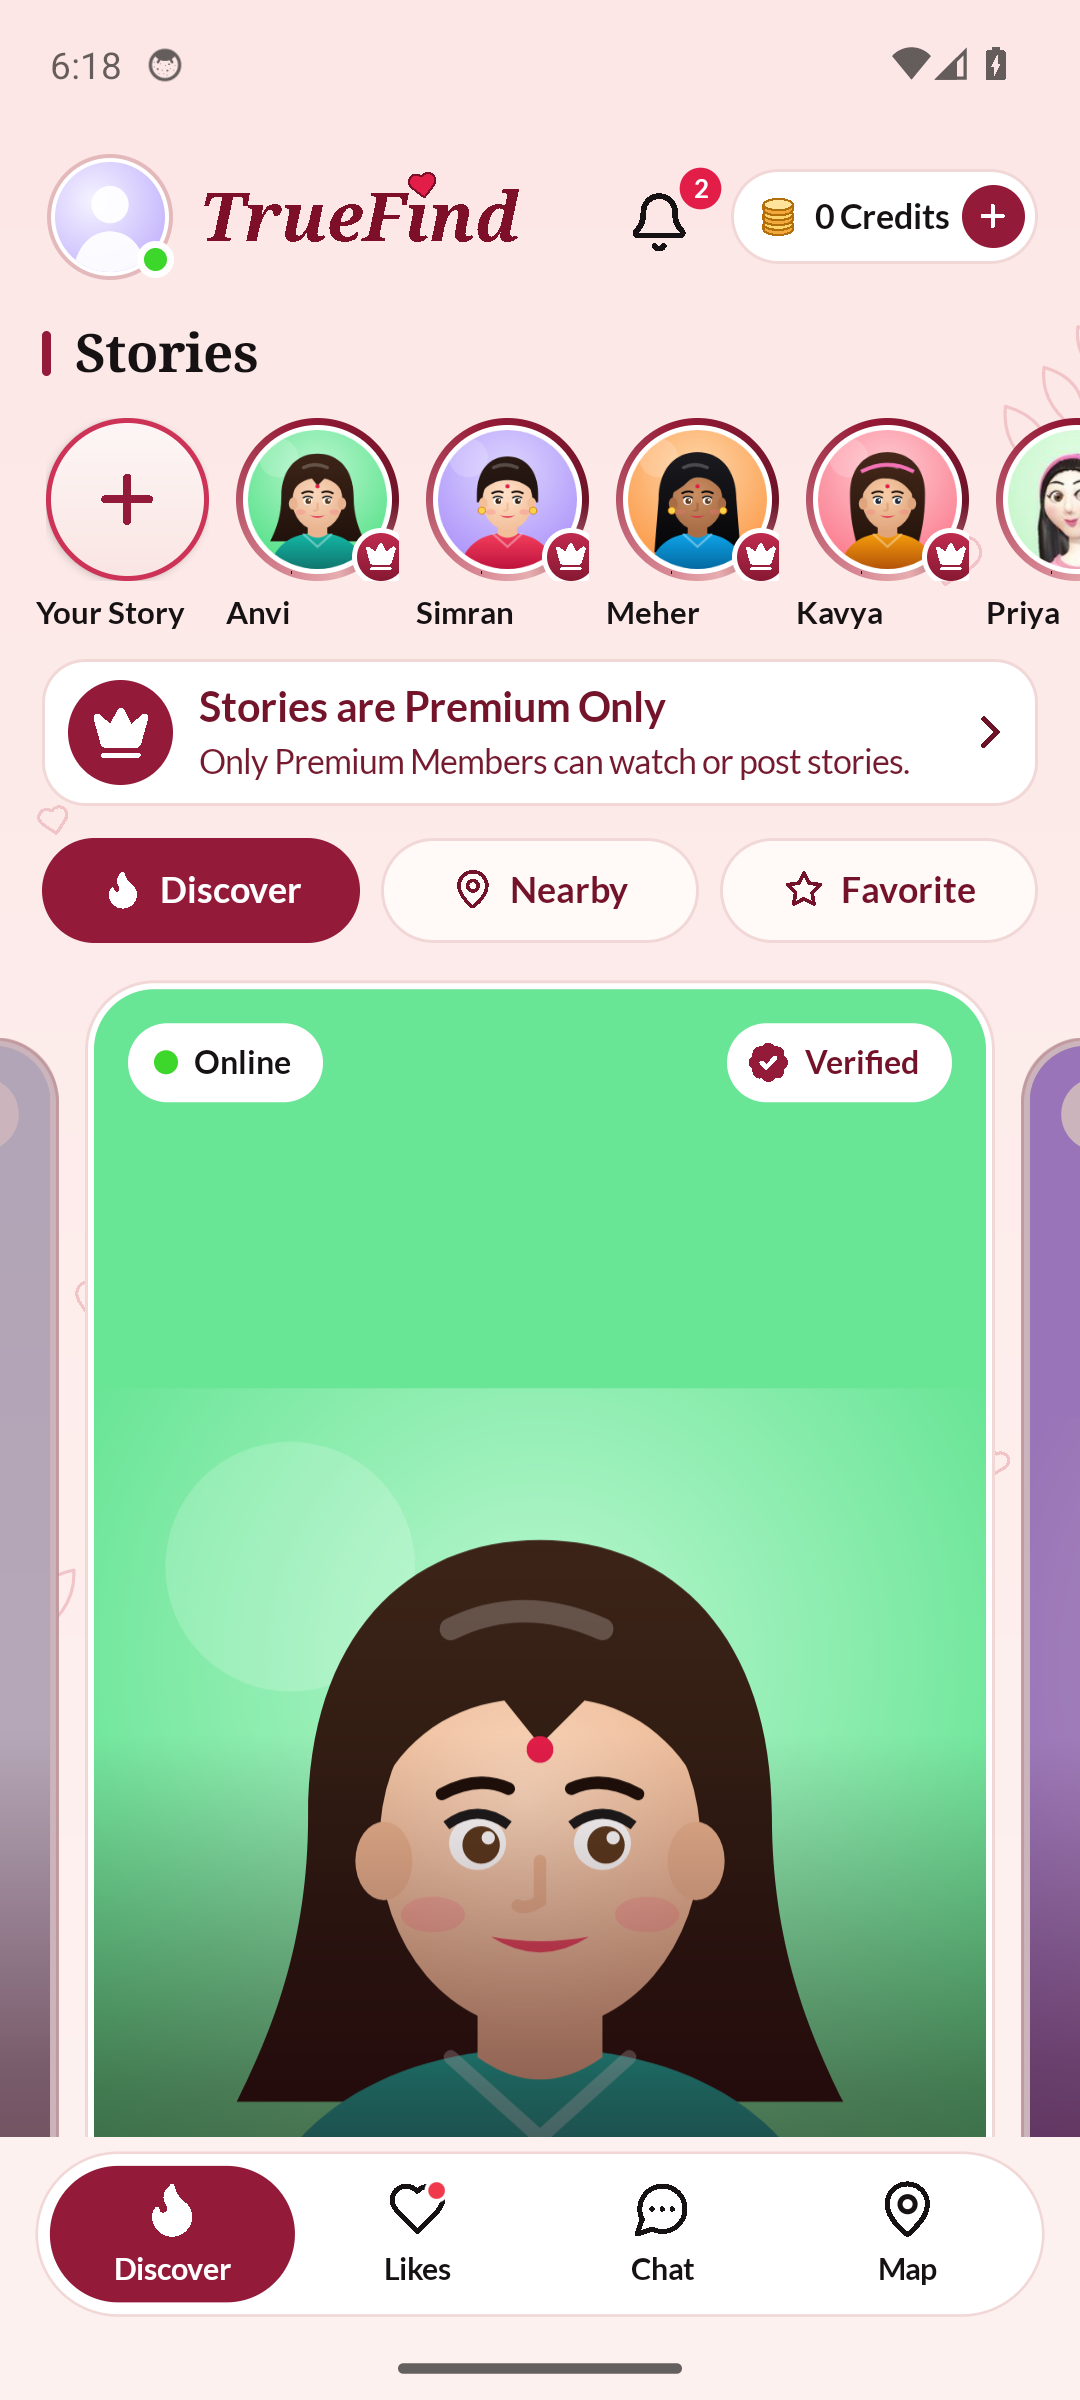 6:18
TrueFind
2
0 Credits
Stories
Your Story
Anvi
Simran
Meher
Kavya
Priya
Stories are Premium Only
Only Premium Members can watch or post stories.
Discover
Nearby
Favorite
Online
Verified
Discover
Likes
Chat
Map